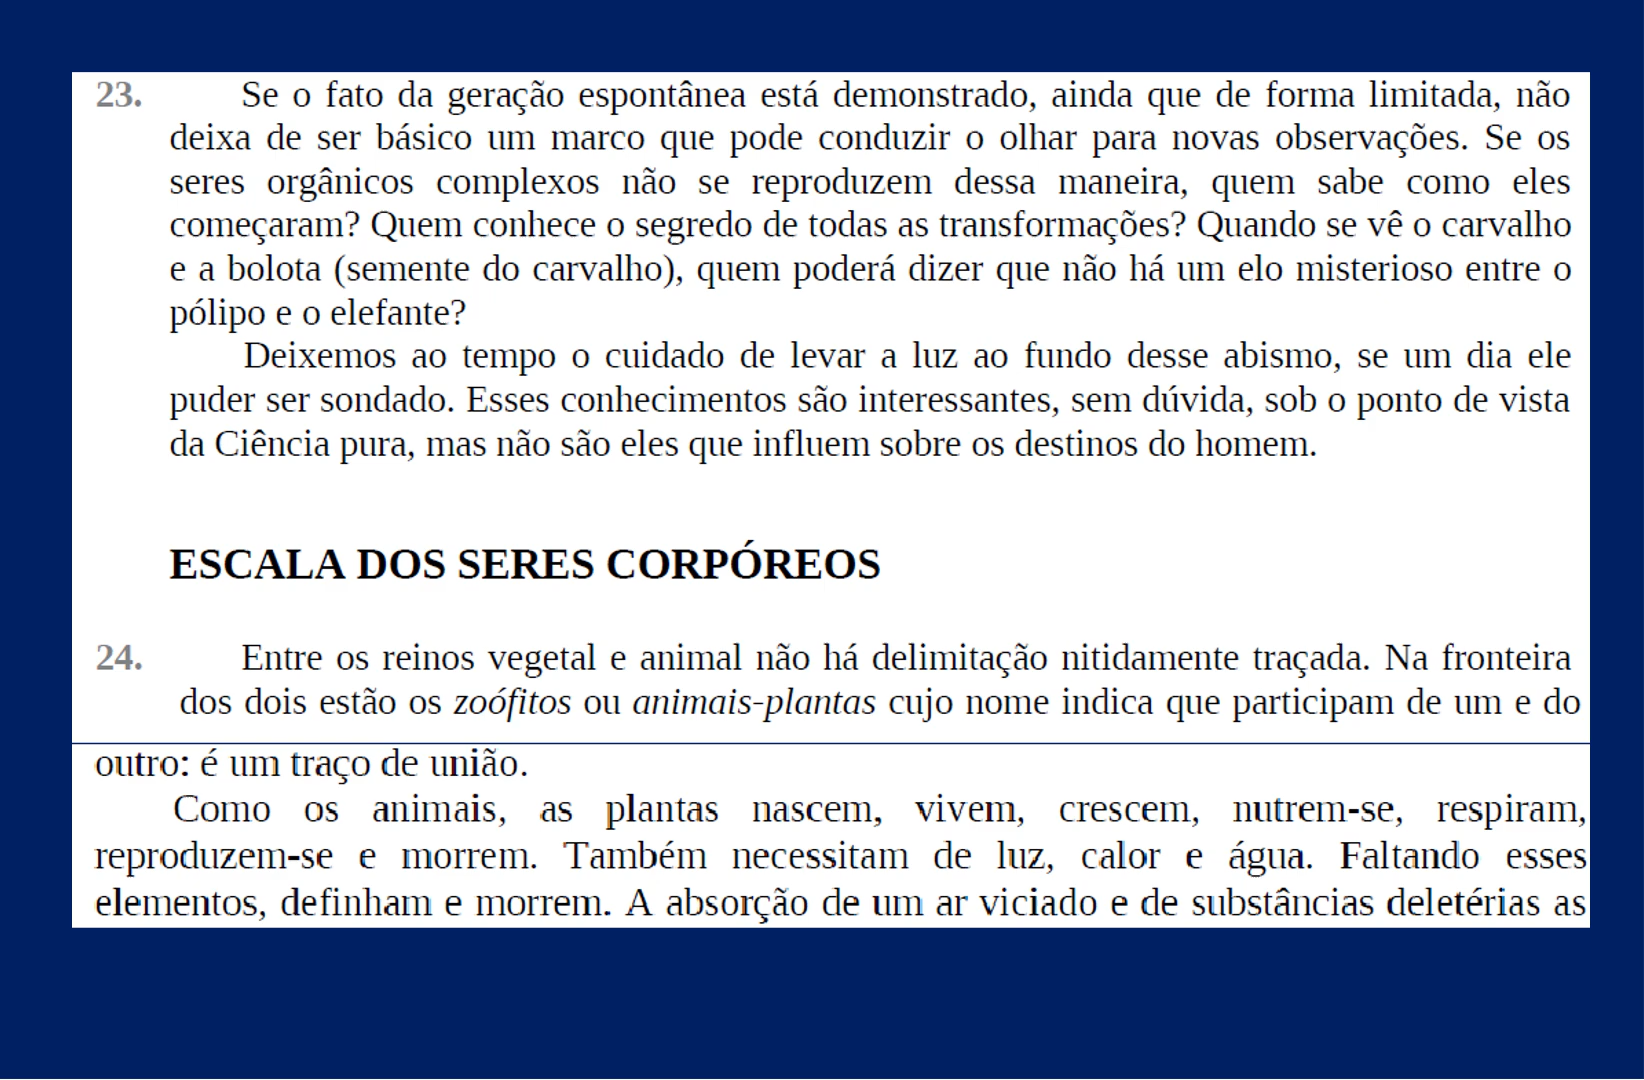 23. Se o fato da geração espontânea está demonstrado, ainda que de forma limitada, não
deixa de ser básico um marco que pode conduzir o olhar para novas observações. Se os
seres orgânicos complexos não se reproduzem dessa maneira, quem sabe como eles
começaram? Quem conhece o segredo de todas as transformações? Quando se vê o carvalho
e a bolota (semente do carvalho), quem poderá dizer que não há um elo misterioso entre o
pólipo e o elefante?
Deixemos ao tempo o cuidado de levar a luz ao fundo desse abismo, se um dia ele
puder ser sondado. Esses conhecimentos são interessantes, sem dúvida, sob o ponto de vista
da Ciência pura, mas não são eles que influem sobre os destinos do homem.
ESCALA DOS SERES CORPÓREOS
24. Entre os reinos vegetal e animal não há delimitação nitidamente traçada. Na fronteira
dos dois estão os zoófitos ou animais-plantas cujo nome indica que participam de um e do
outro: é um traço de união.
Como os animais, as plantas nascem, vivem, crescem, nutrem-se, respiram,
reproduzem-se e morrem. Também necessitam de luz, calor e água. Faltando esses
elementos, definham e morrem. A absorção de um ar viciado e de substâncias deletérias as